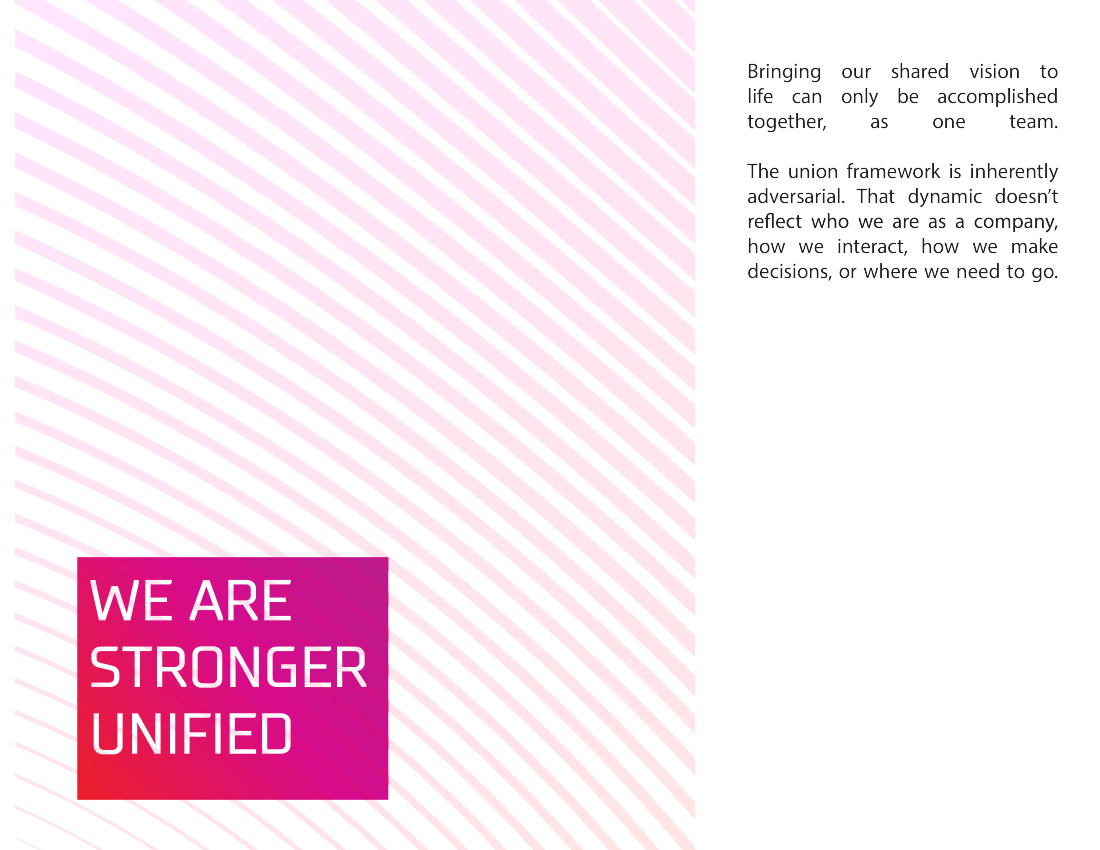 Bringing our shared vision to
life can only be accomplished
together, as one team.
The union framework is inherently
adversarial. That dynamic doesn’t
reflect who we are as a company,
how we interact, how we make
decisions, or where we need to go.
WE ARE
STRONGER
UNIFIED